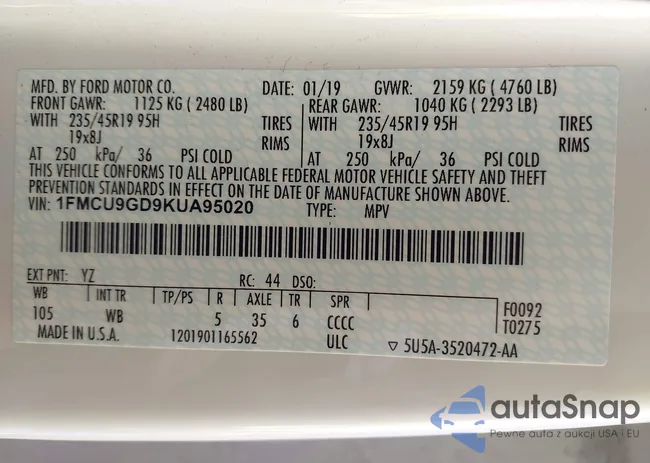 MFD. BY FORD MOTOR CO. DATE: 01/19 GVWR: 2159 KG ( 4760 LB)
FRONT GAWR: 1125 KG ( 2480 LB) REAR GAWR: 1040 KG ( 2293 LB)
WITH 235/45R19 95H TIRES WITH 235/45R19 95H TIRES
19x8J RIMS 19x8J RIMS
AT 250 kPa/ 36 PSI COLD AT 250 kPa/ 36 PSI COLD
THIS VEHICLE CONFORMS TO ALL APPLICABLE FEDERAL MOTOR VEHICLE SAFETY AND THEFT
PREVENTION STANDARDS IN EFFECT ON THE DATE OF MANUFACTURE SHOWN ABOVE.
VIN: 1FMCU9GD9KUA95020 TYPE: MPV
EXT PNT: YZ RC: 44 DSO:
WB INT TR TP/PS R AXLE TR SPR F0092
105 WB 5 35 6 CCCC T0275
MADE IN U.S.A. 1201901165562 ULC ▽ 5U5A-3520472-AA
autaSnap
Pewne auta z aukcji USA i EU